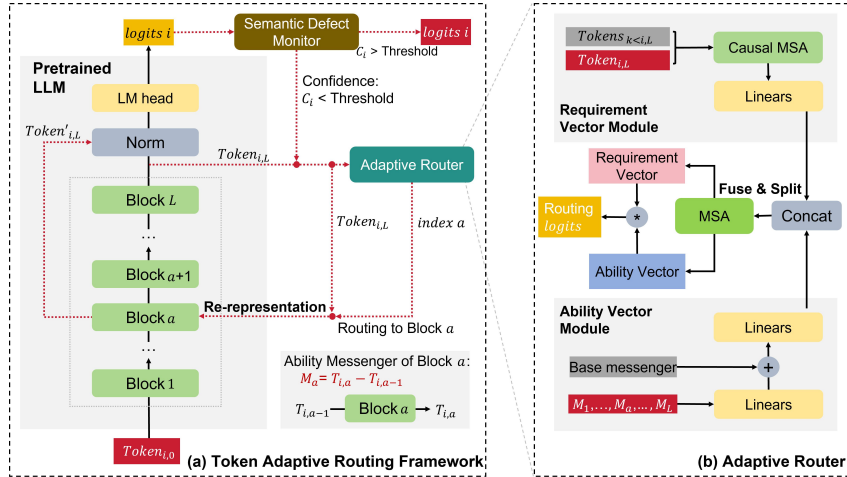 logits i
Semantic Defect
Monitor
logits i
C_i > Threshold
Pretrained
LLM
Confidence:
C_i < Threshold
LM head
Token'_{i,L}
Norm
Token_{i,L}
Adaptive Router
Block L
...
Token_{i,L}
index a
Block a+1
Re-representation
Block a
Routing to Block a
...
Ability Messenger of Block a:
M_a = T_{i,a} − T_{i,a−1}
Block 1
T_{i,a−1}
Block a
T_{i,a}
Token_{i,0}
(a) Token Adaptive Routing Framework
Tokens_{k<i,L}
Token_{i,L}
Causal MSA
Linears
Requirement
Vector Module
Requirement
Vector
Fuse & Split
Routing
logits
*
MSA
Concat
Ability Vector
Ability Vector
Module
Linears
Base messenger
+
M_1,..., M_a,..., M_L
Linears
(b) Adaptive Router